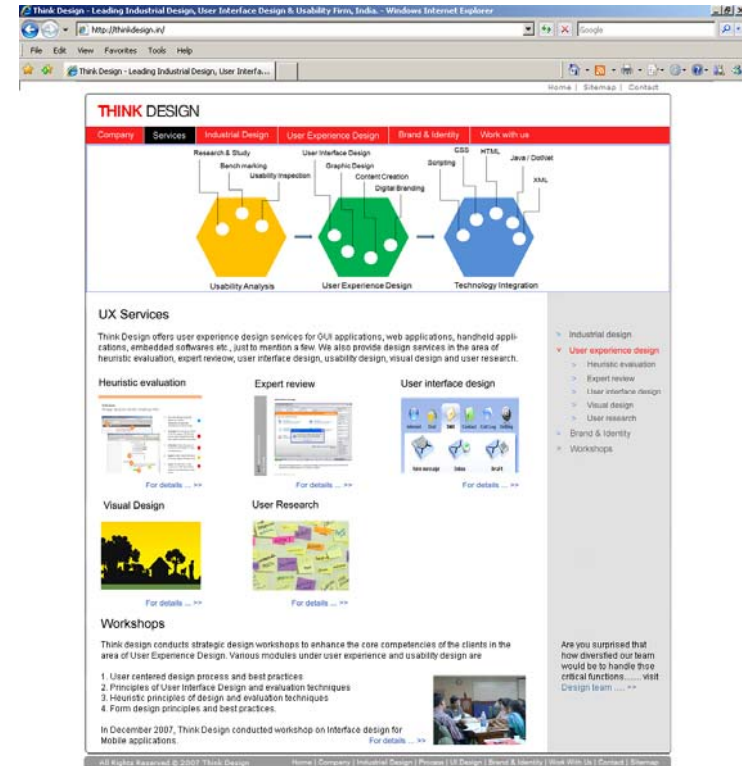 Think Design - Leading Industrial Design, User Interface Design & Usability Firm, India. - Windows Internet Explorer
http://thinkdesign.in/
Google
File Edit View Favorites Tools Help
Think Design - Leading Industrial Design, User Interfa...
Home | Sitemap | Contact
THINK DESIGN
Company Services Industrial Design User Experience Design Brand & Identity Work with us
Research & Study
Bench marking
Usability Inspection
User Interface Design
Graphic Design
Content Creation
Digital Branding
Scripting
CSS
HTML
Java / DotNet
XML
Usability Analysis
User Experience Design
Technology Integration
UX Services
Think Design offers user experience design services for GUI applications, web applications, handheld appli-
cations, embedded softwares etc., just to mention a few. We also provide design services in the area of
heuristic evaluation, expert revieow, user interface design, usability design, visual design and user research.
Heuristic evaluation
Expert review
User interface design
For details ... >>
For details ... >>
For details ... >>
Visual Design
User Research
For details ... >>
For details ... >>
Workshops
Think design conducts strategic design workshops to enhance the core competencies of the clients in the
area of User Experience Design. Various modules under user experience and usability design are
1. User centered design process and best practices
2. Principles of User Interface Design and evaluation techniques
3. Heuristic principles of design and evaluation techniques
4. Form design principles and best practices.
In December 2007, Think Design conducted workshop on Interface design for
Mobile applications.
For details ... >>
Industrial design
User experience design
> Heuristic evaluation
> Expert review
> User interface design
> Visual design
> User research
Brand & Identity
Workshops
Are you surprised that
how diversfied our team
would be to handle thse
critical functions....... visit
Design team .... >>
All Rights Reserved © 2007 Think Design
Home | Company | Industrial Design | Process | UI Design | Brand & Identity | Work With Us | Contact | Sitemap